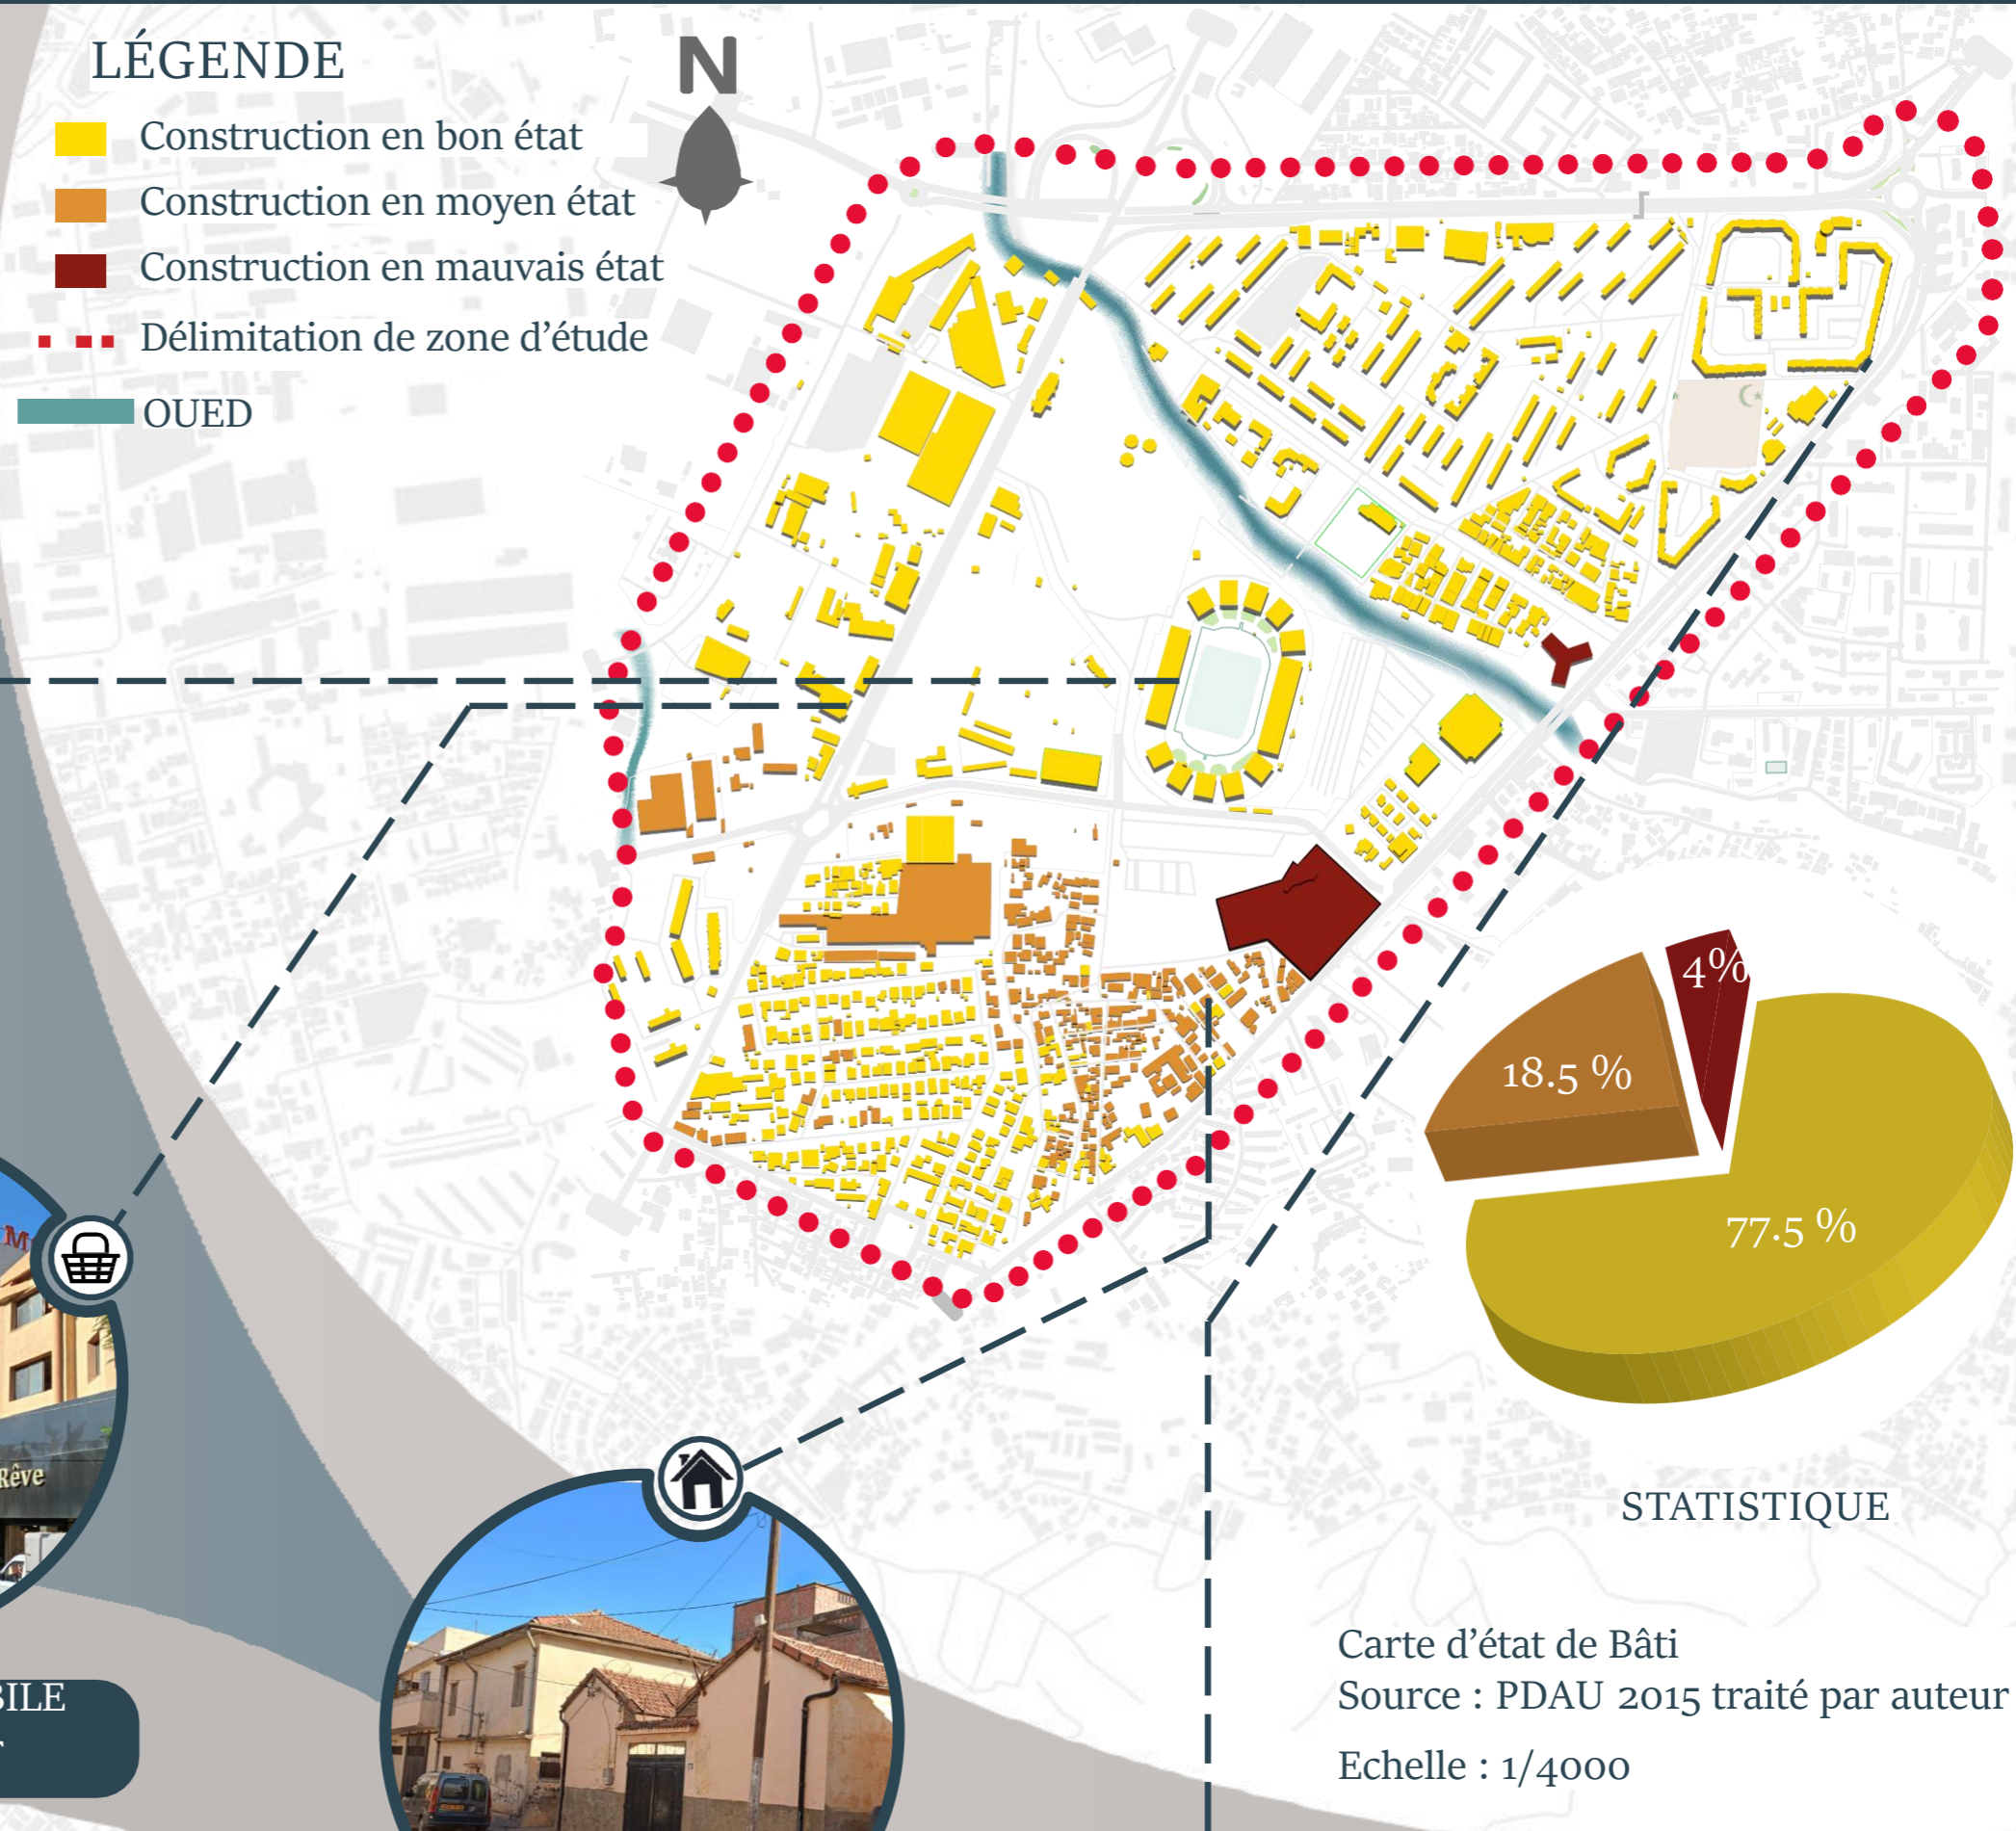 LÉGENDE
N
Construction en bon état
Construction en moyen état
Construction en mauvais état
Délimitation de zone d'étude
OUED
4%
18.5 %
77.5 %
STATISTIQUE
M
Rêve
BILE
Carte d'état de Bâti
Source : PDAU 2015 traité par auteur
Echelle : 1/4000